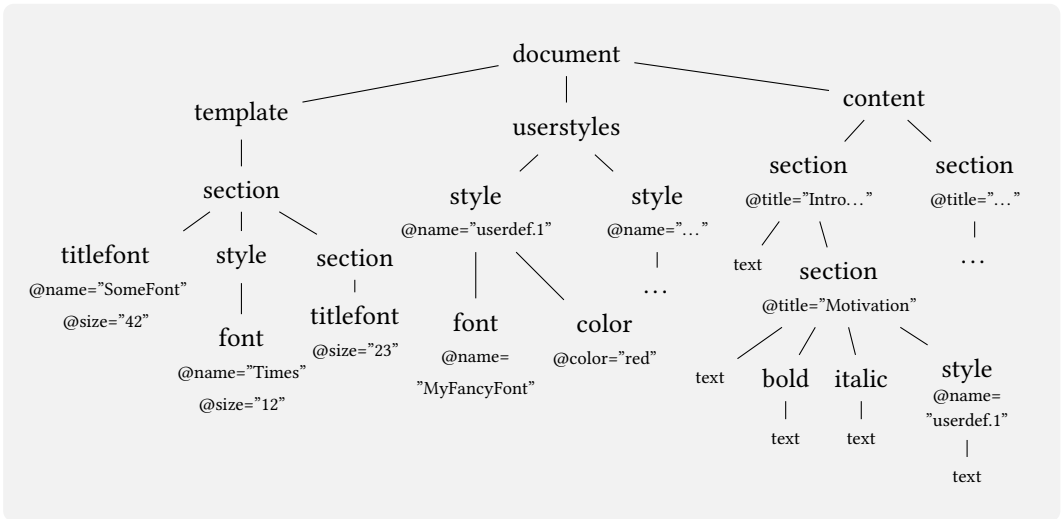 document
template
userstyles
content
section
titlefont
@name=”SomeFont”
@size=”42”
style
font
@name=”Times”
@size=”12”
section
titlefont
@size=”23”
style
@name=”userdef.1”
font
@name=
”MyFancyFont”
color
@color=”red”
style
@name=”...”
...
section
@title=”Intro...”
text
section
@title=”Motivation”
text
bold
text
italic
text
style
@name=
”userdef.1”
text
section
@title=”...”
...